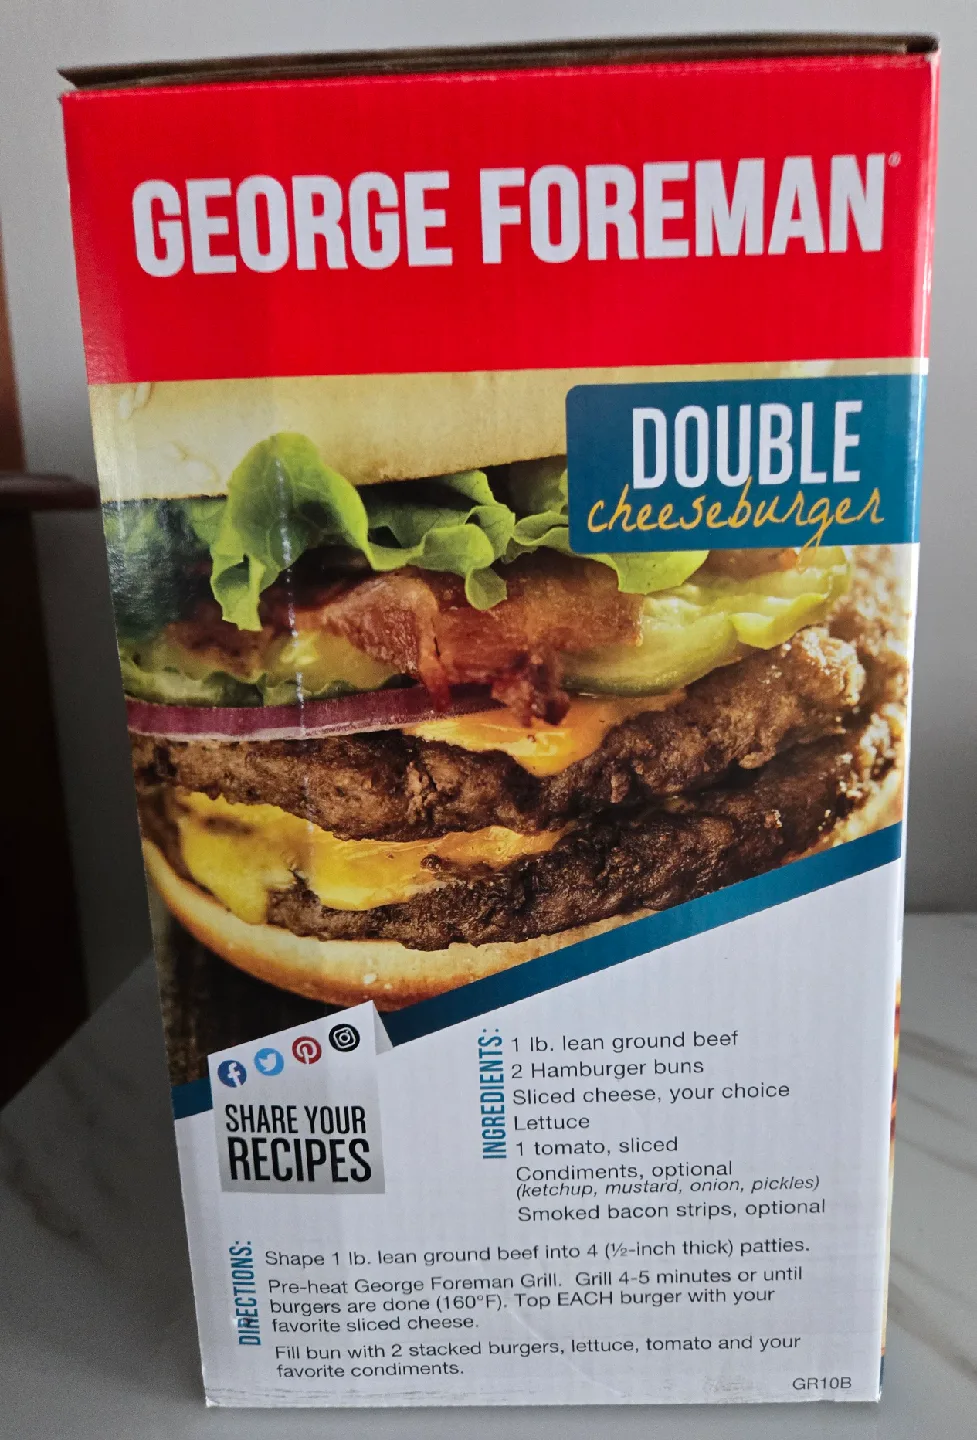 GEORGE FOREMAN®
DOUBLE
cheeseburger
SHARE YOUR
RECIPES
INGREDIENTS:
1 lb. lean ground beef
2 Hamburger buns
Sliced cheese, your choice
Lettuce
1 tomato, sliced
Condiments, optional
(ketchup, mustard, onion, pickles)
Smoked bacon strips, optional
DIRECTIONS:
Shape 1 lb. lean ground beef into 4 (½-inch thick) patties.
Pre-heat George Foreman Grill. Grill 4-5 minutes or until
burgers are done (160°F). Top EACH burger with your
favorite sliced cheese.
Fill bun with 2 stacked burgers, lettuce, tomato and your
favorite condiments.
GR10B